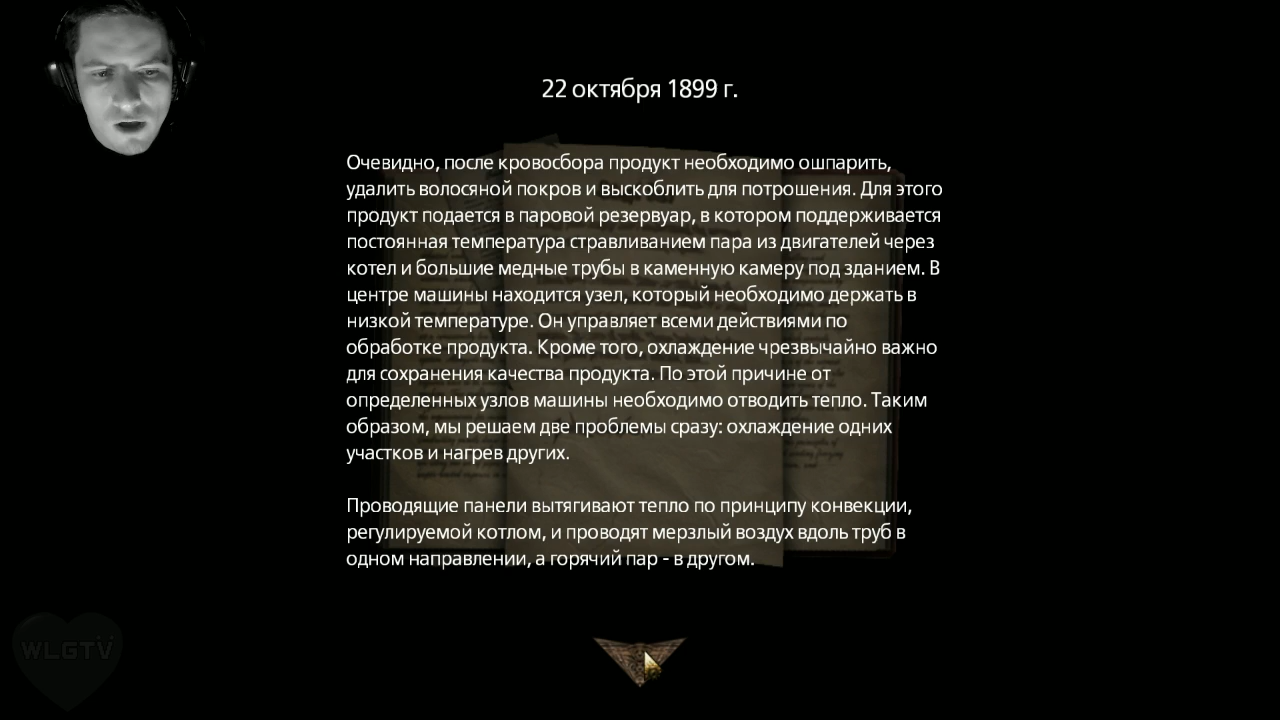 22 октября 1899 г.
Очевидно, после кровосбора продукт необходимо ошпарить,
удалить волосяной покров и выскоблить для потрошения. Для этого
продукт подается в паровой резервуар, в котором поддерживается
постоянная температура стравливанием пара из двигателей через
котел и большие медные трубы в каменную камеру под зданием. В
центре машины находится узел, который необходимо держать в
низкой температуре. Он управляет всеми действиями по
обработке продукта. Кроме того, охлаждение чрезвычайно важно
для сохранения качества продукта. По этой причине от
определенных узлов машины необходимо отводить тепло. Таким
образом, мы решаем две проблемы сразу: охлаждение одних
участков и нагрев других.
Проводящие панели вытягивают тепло по принципу конвекции,
регулируемой котлом, и проводят мерзлый воздух вдоль труб в
одном направлении, а горячий пар - в другом.
WLGTV